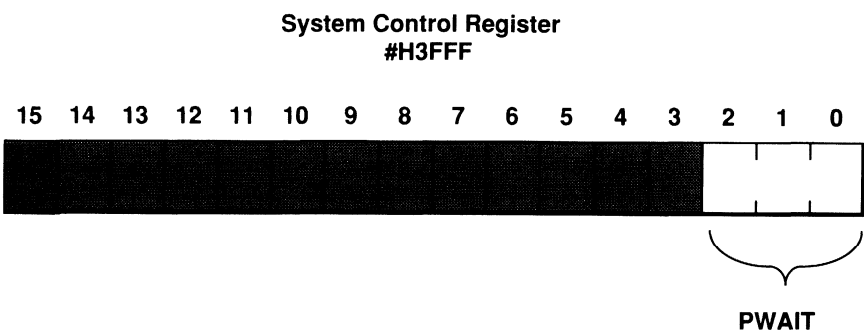 System Control Register
#H3FFF
15 14 13 12 11 10 9 8 7 6 5 4 3 2 1 0
PWAIT